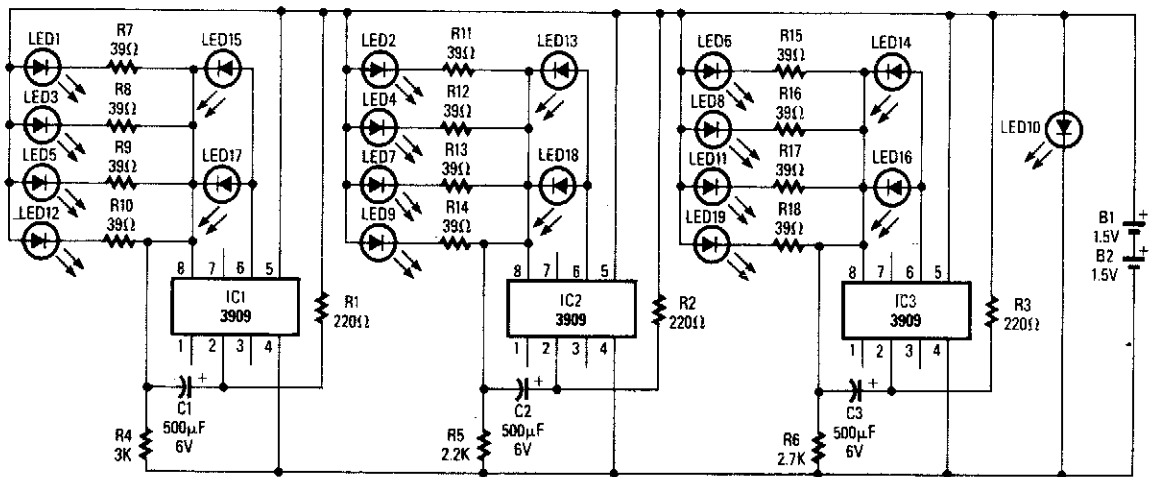 LED1 R7 39Ω LED15
R8 39Ω
LED3
R9 39Ω
LED5 LED17
R10 39Ω
LED12
8 7 6 5
IC1
3909
1 2 3 4
R1
220Ω
+
C1
500µF
6V
R4
3K
LED2 R11 39Ω LED13
R12 39Ω
LED4
R13 39Ω
LED7 LED18
R14 39Ω
LED9
8 7 6 5
IC2
3909
1 2 3 4
R2
220Ω
+
C2
500µF
6V
R5
2.2K
LED6 R15 39Ω LED14
R16 39Ω
LED8
R17 39Ω
LED11 LED16
R18 39Ω
LED19
8 7 6 5
IC3
3909
1 2 3 4
R3
220Ω
+
C3
500µF
6V
R6
2.7K
LED10
B1 +
1.5V
B2 +
1.5V